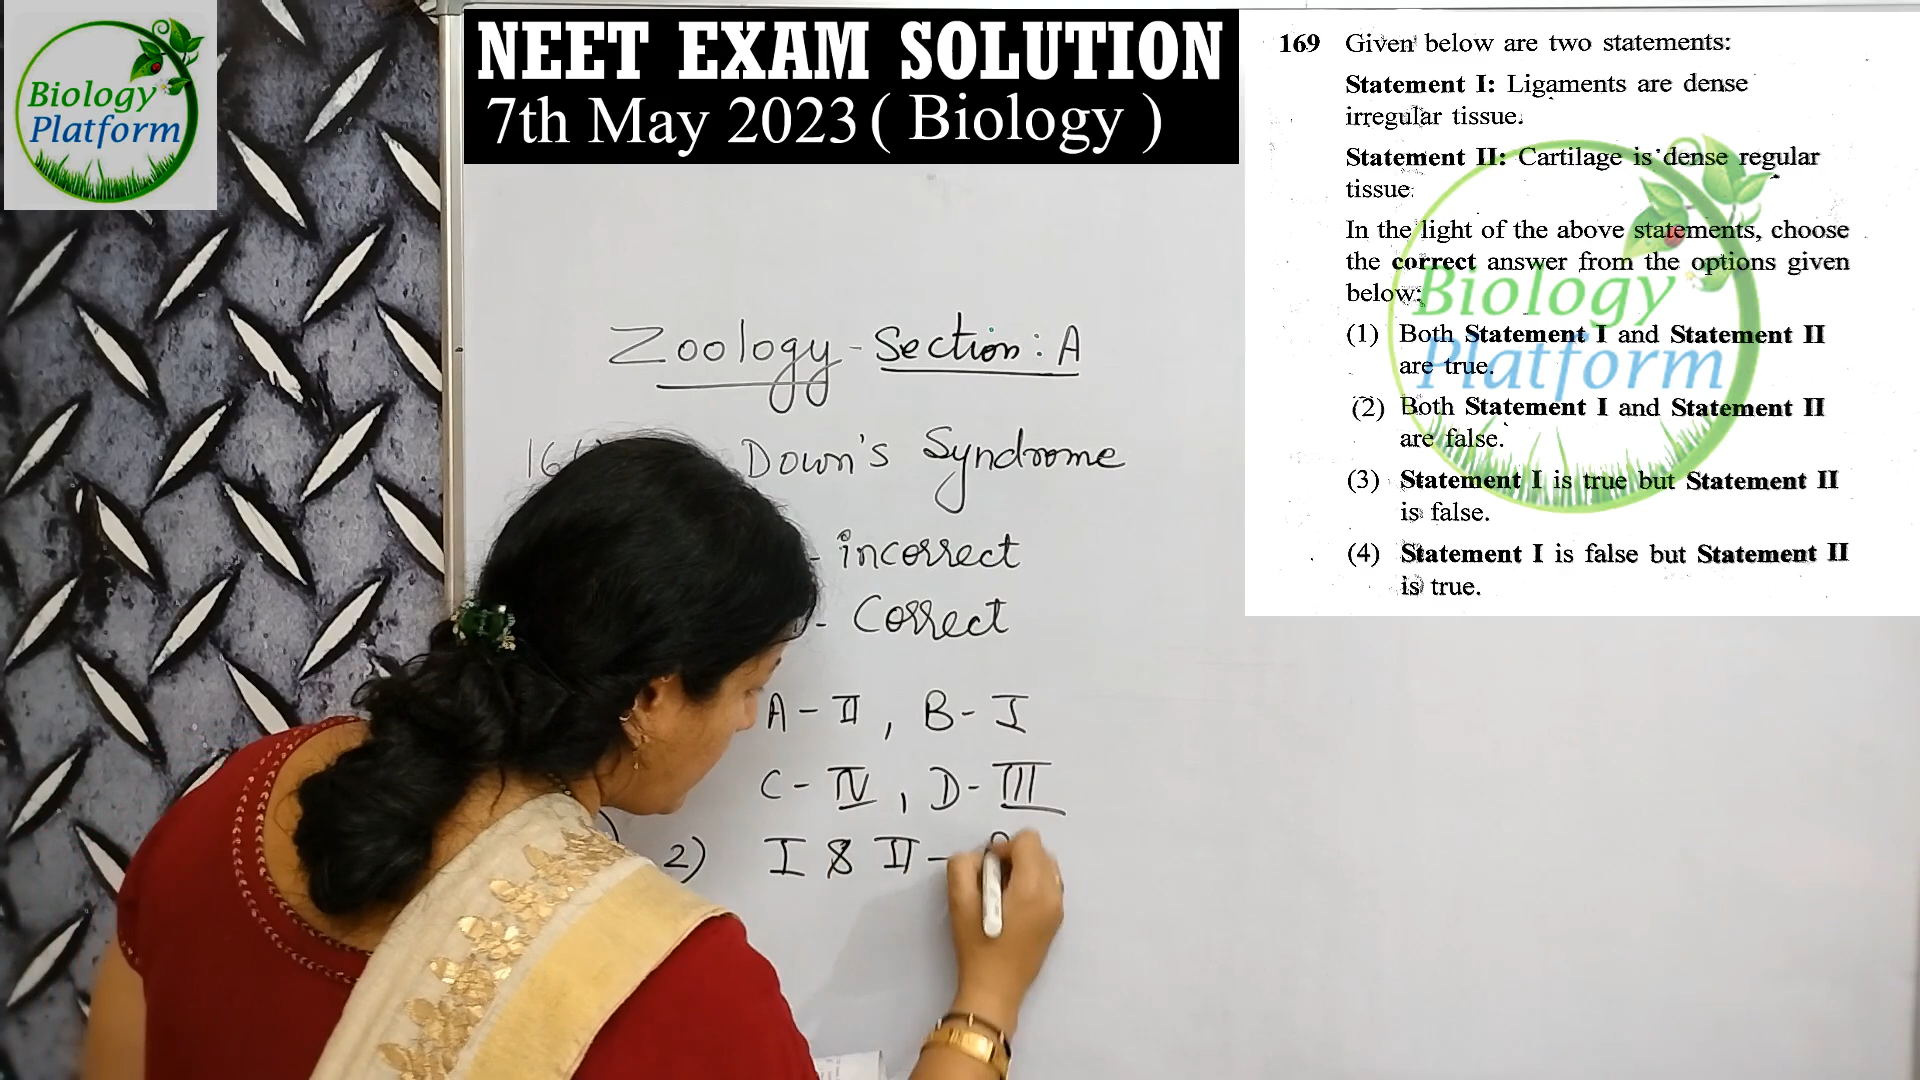 Biology
Platform
NEET EXAM SOLUTION
7th May 2023 ( Biology )
Zoology - Section : A
Down's Syndrome
- incorrect
- Correct
A - II , B - I
C - IV , D - III
2) I & II -
169 Given below are two statements:
Statement I: Ligaments are dense
irregular tissue.
Statement II: Cartilage is dense regular
tissue.
In the light of the above statements, choose
the correct answer from the options given
below:
(1) Both Statement I and Statement II
are true.
(2) Both Statement I and Statement II
are false.
(3) Statement I is true but Statement II
is false.
(4) Statement I is false but Statement II
is true.
Biology
Platform